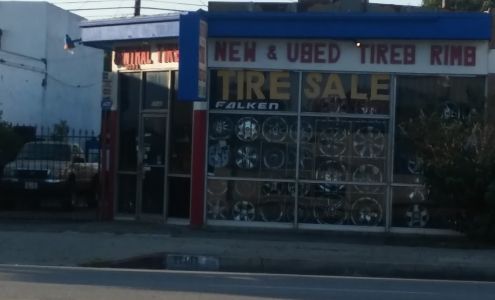 NEW & USED TIRES RIMS
TIRE SALE
FALKEN